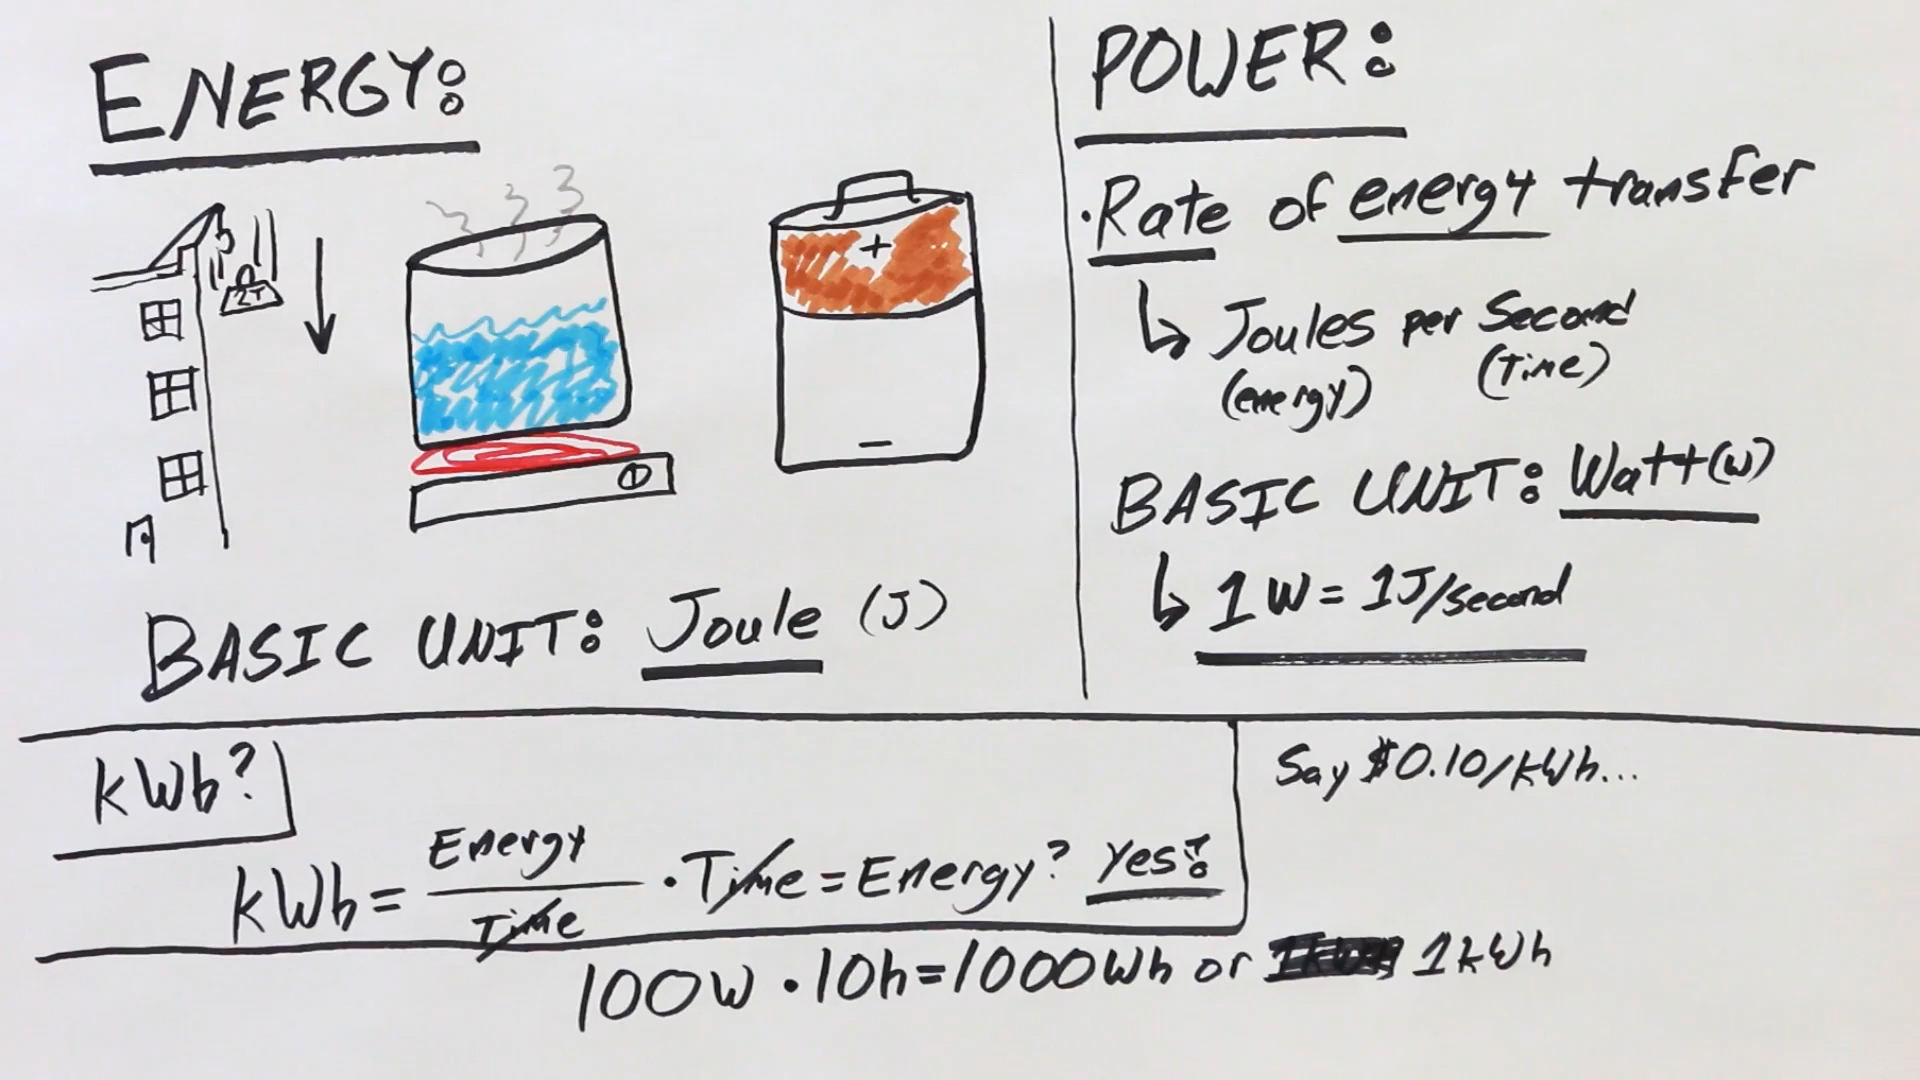 ENERGY:
2T
+
-
BASIC UNIT: Joule (J)
POWER:
· Rate of energy transfer
↳ Joules per Second
(energy) (Time)
BASIC UNIT: Watt (W)
↳ 1 W = 1J/second
kWh?
kWh = Energy / Time · Time = Energy? Yes!
Say $0.10/kWh...
100W · 10h = 1000Wh or 1kWh